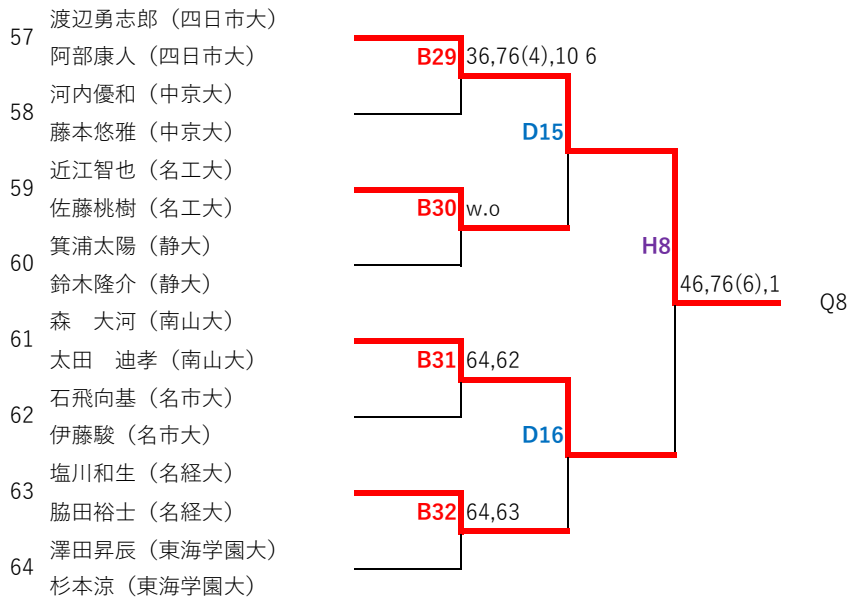 57
渡辺勇志郎（四日市大）
阿部康人（四日市大）
B29 36,76(4),10 6
58
河内優和（中京大）
藤本悠雅（中京大）
D15
59
近江智也（名工大）
佐藤桃樹（名工大）
B30 w.o
60
箕浦太陽（静大）
鈴木隆介（静大）
H8 46,76(6),1
Q8
61
森　大河（南山大）
太田　迪孝（南山大）
B31 64,62
62
石飛向基（名市大）
伊藤駿（名市大）
D16
63
塩川和生（名経大）
脇田裕士（名経大）
B32 64,63
64
澤田昇辰（東海学園大）
杉本涼（東海学園大）